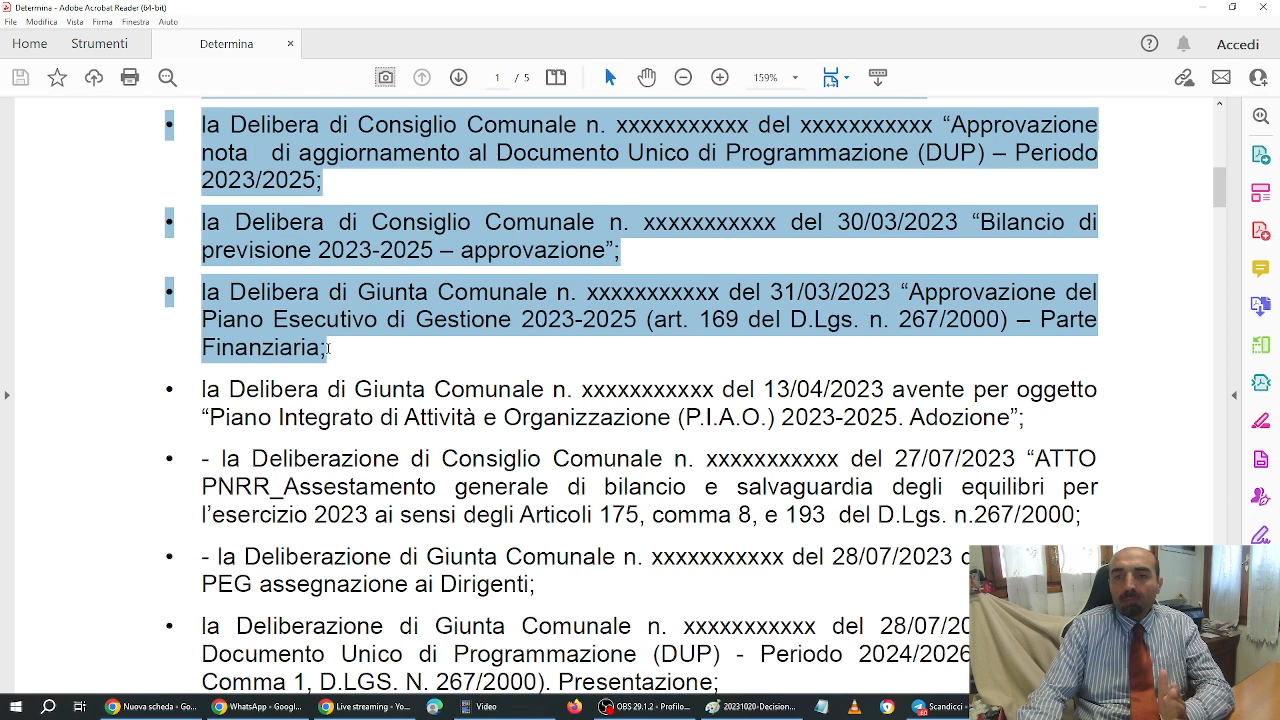 Determina - Adobe Acrobat Reader (64-bit)
File Modifica Vista Firma Finestra Aiuto
Home Strumenti Determina × Accedi
1 / 5 159%
• la Delibera di Consiglio Comunale n. xxxxxxxxxxx del xxxxxxxxxxx “Approvazione
nota di aggiornamento al Documento Unico di Programmazione (DUP) – Periodo
2023/2025;
• la Delibera di Consiglio Comunale n. xxxxxxxxxxx del 30/03/2023 “Bilancio di
previsione 2023-2025 – approvazione”;
• la Delibera di Giunta Comunale n. xxxxxxxxxxx del 31/03/2023 “Approvazione del
Piano Esecutivo di Gestione 2023-2025 (art. 169 del D.Lgs. n. 267/2000) – Parte
Finanziaria;
• la Delibera di Giunta Comunale n. xxxxxxxxxxx del 13/04/2023 avente per oggetto
“Piano Integrato di Attività e Organizzazione (P.I.A.O.) 2023-2025. Adozione”;
• - la Deliberazione di Consiglio Comunale n. xxxxxxxxxxx del 27/07/2023 “ATTO
PNRR_Assestamento generale di bilancio e salvaguardia degli equilibri per
l’esercizio 2023 ai sensi degli Articoli 175, comma 8, e 193 del D.Lgs. n.267/2000;
• - la Deliberazione di Giunta Comunale n. xxxxxxxxxxx del 28/07/2023
PEG assegnazione ai Dirigenti;
• la Deliberazione di Giunta Comunale n. xxxxxxxxxxx del 28/07/20
Documento Unico di Programmazione (DUP) - Periodo 2024/2026
Comma 1, D.LGS. N. 267/2000). Presentazione;
Nuova scheda - Go... WhatsApp - Googl... Live streaming - Yo... Video OBS 29.1.2 - Profilo... 20231020-Decision... Scandicci - 80